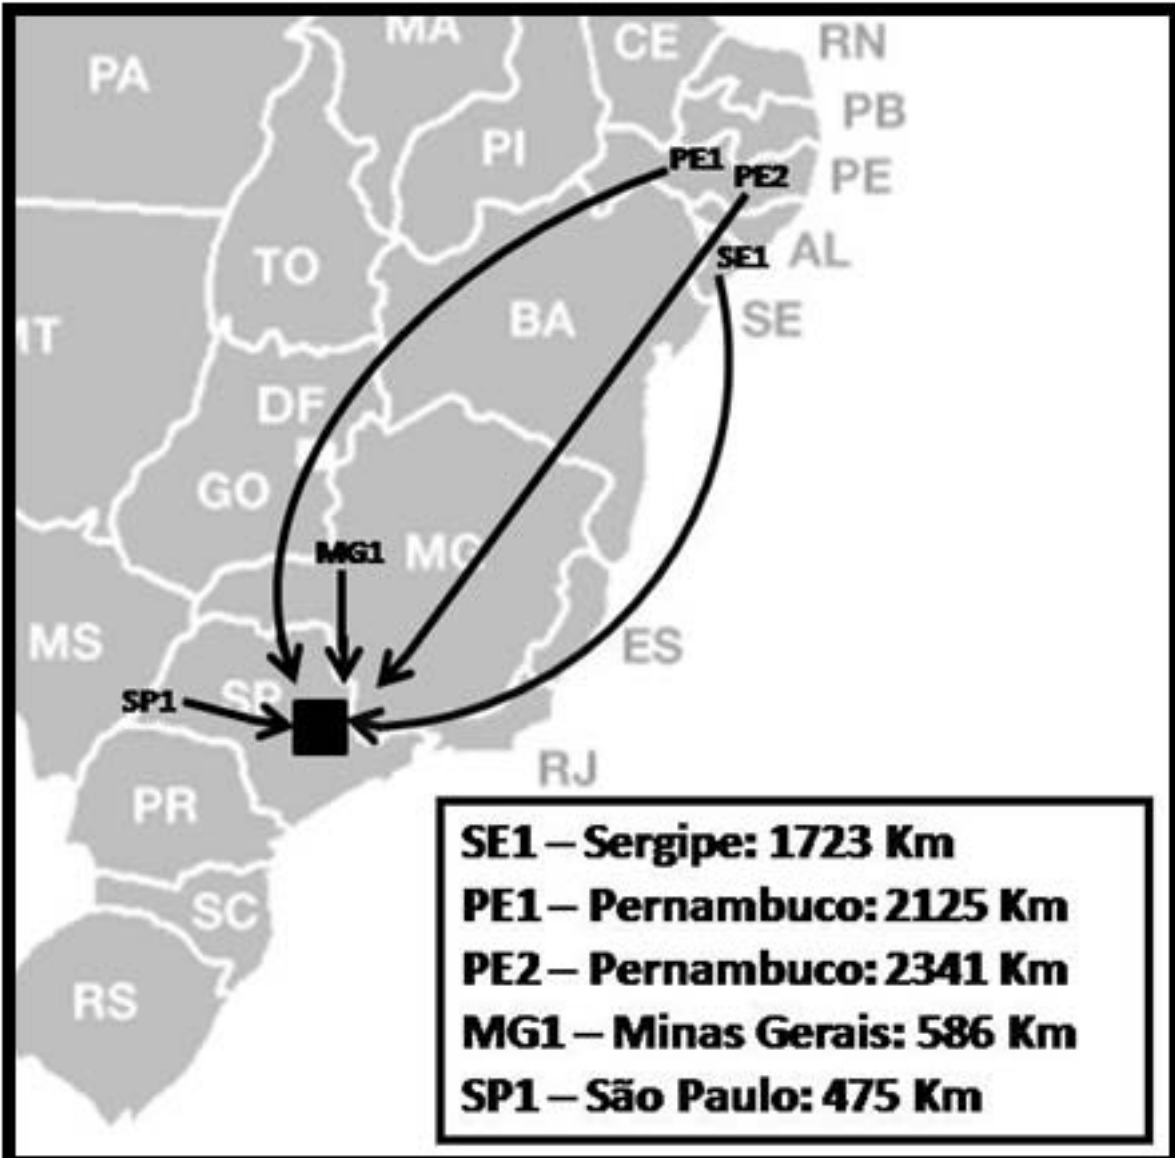 MA
CE
RN
PA
PB
PI
PE1
PE2
PE
TO
SE1
AL
BA
SE
MT
DF
GO
MG1
MG
MS
ES
SP1
SP
RJ
PR
SC
RS
SE1 – Sergipe: 1723 Km
PE1 – Pernambuco: 2125 Km
PE2 – Pernambuco: 2341 Km
MG1 – Minas Gerais: 586 Km
SP1 – São Paulo: 475 Km